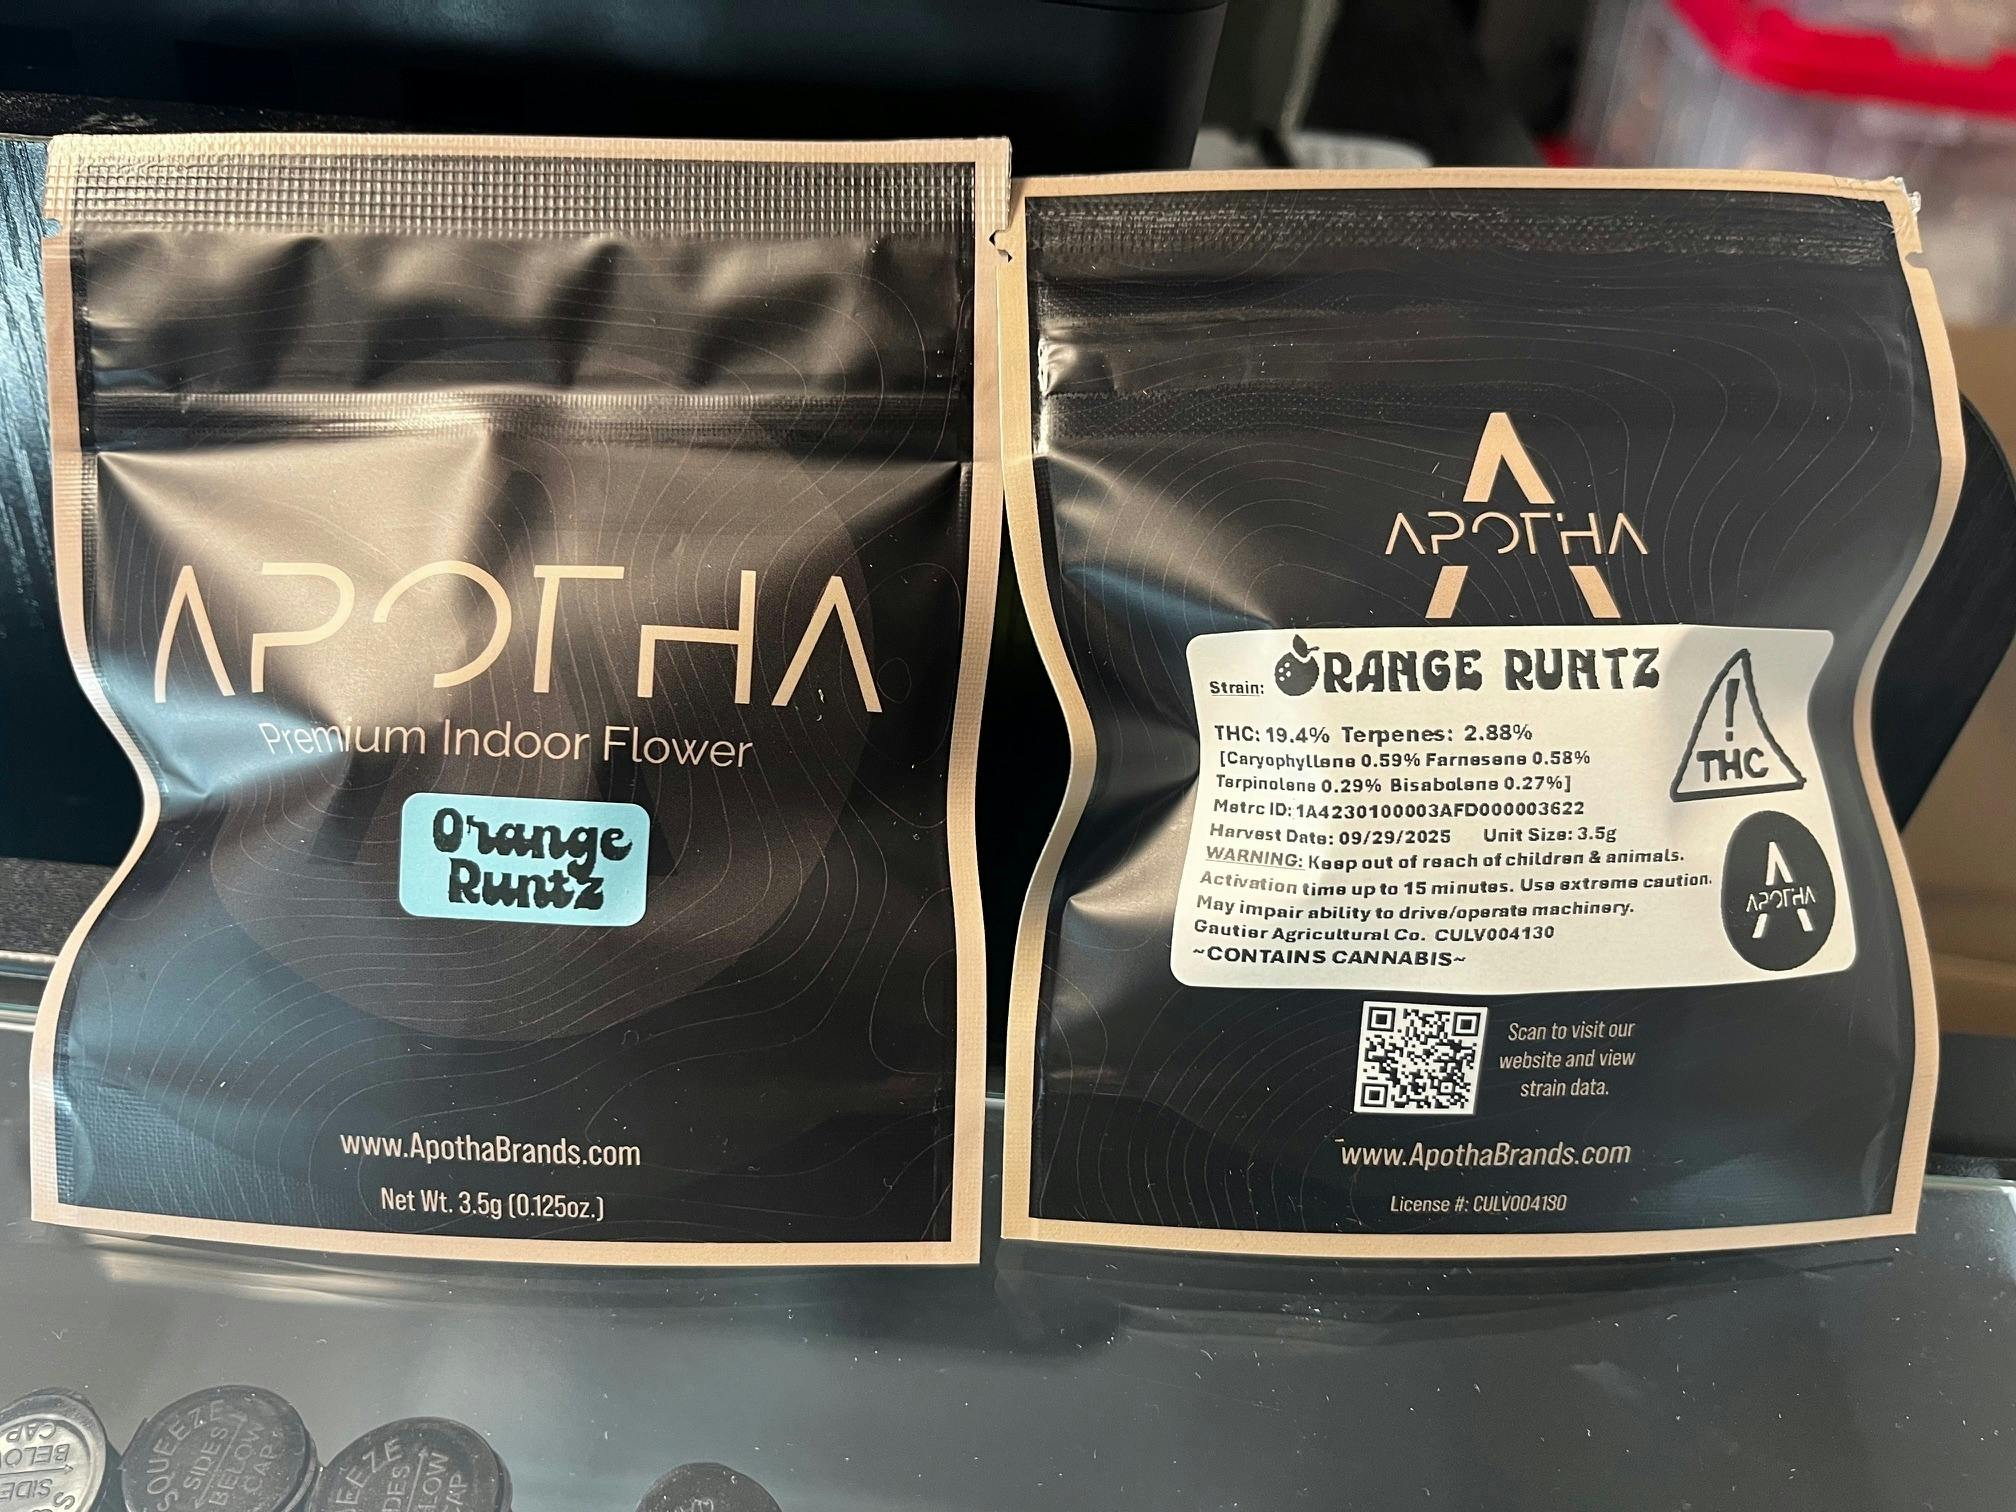 APOTHA
Premium Indoor Flower
Orange
Runtz
www.ApothaBrands.com
Net Wt. 3.5g (0.125oz.)
APOTHA
Strain: ORANGE RUNTZ
THC: 19.4% Terpenes: 2.88%
[Caryophyllene 0.59% Farnesene 0.58%
Terpinolene 0.29% Bisabolene 0.27%]
Metrc ID: 1A4230100003AFD000003622
Harvest Date: 09/29/2025 Unit Size: 3.5g
WARNING: Keep out of reach of children & animals.
Activation time up to 15 minutes. Use extreme caution.
May impair ability to drive/operate machinery.
Gautier Agricultural Co. CULV004130
~CONTAINS CANNABIS~
!
THC
APOTHA
Scan to visit our
website and view
strain data.
www.ApothaBrands.com
License #: CULV004130
CAP
BELOW
SIDES
SQUEEZE
SIDES
BELOW
CAP